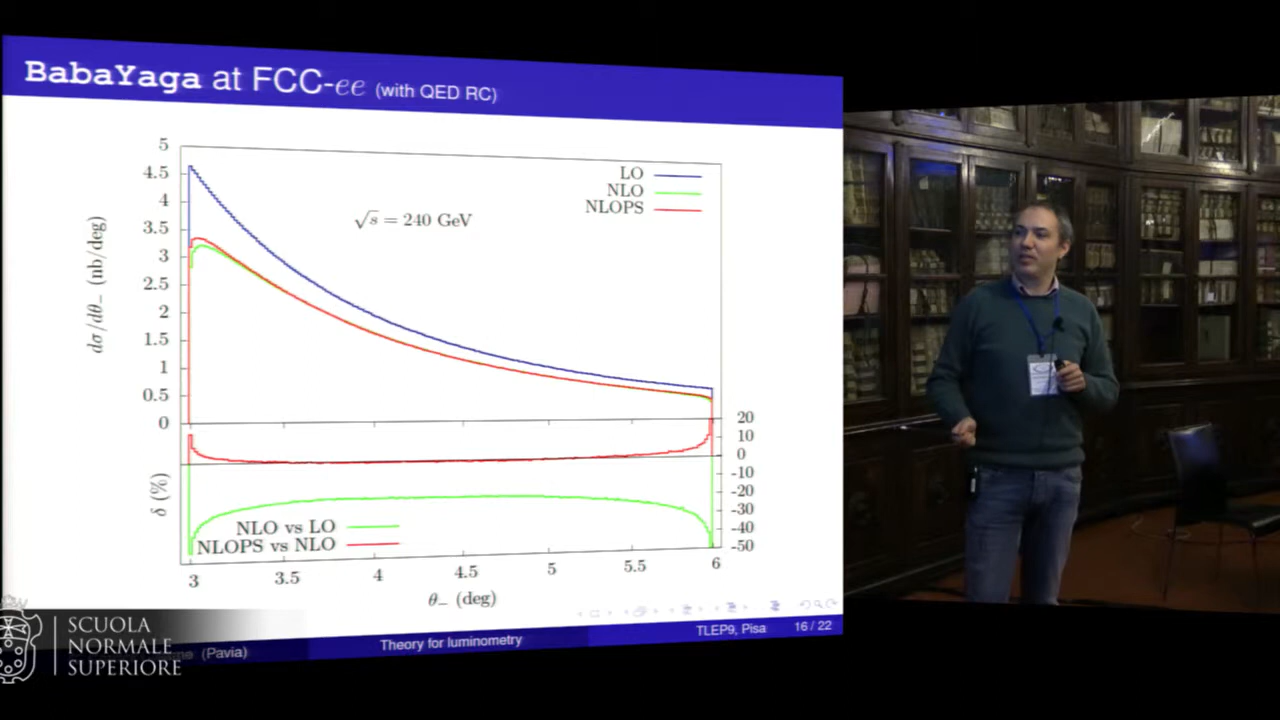 BabaYaga at FCC-ee (with QED RC)
5
4.5
4
3.5
3
2.5
2
1.5
1
0.5
0
dσ/dθ− (nb/deg)
LO
NLO
NLOPS
√s = 240 GeV
20
10
0
-10
-20
-30
-40
-50
δ (%)
NLO vs LO
NLOPS vs NLO
3 3.5 4 4.5 5 5.5 6
θ− (deg)
(Pavia) Theory for luminometry TLEP9, Pisa 16 / 22
SCUOLA
NORMALE
SUPERIORE